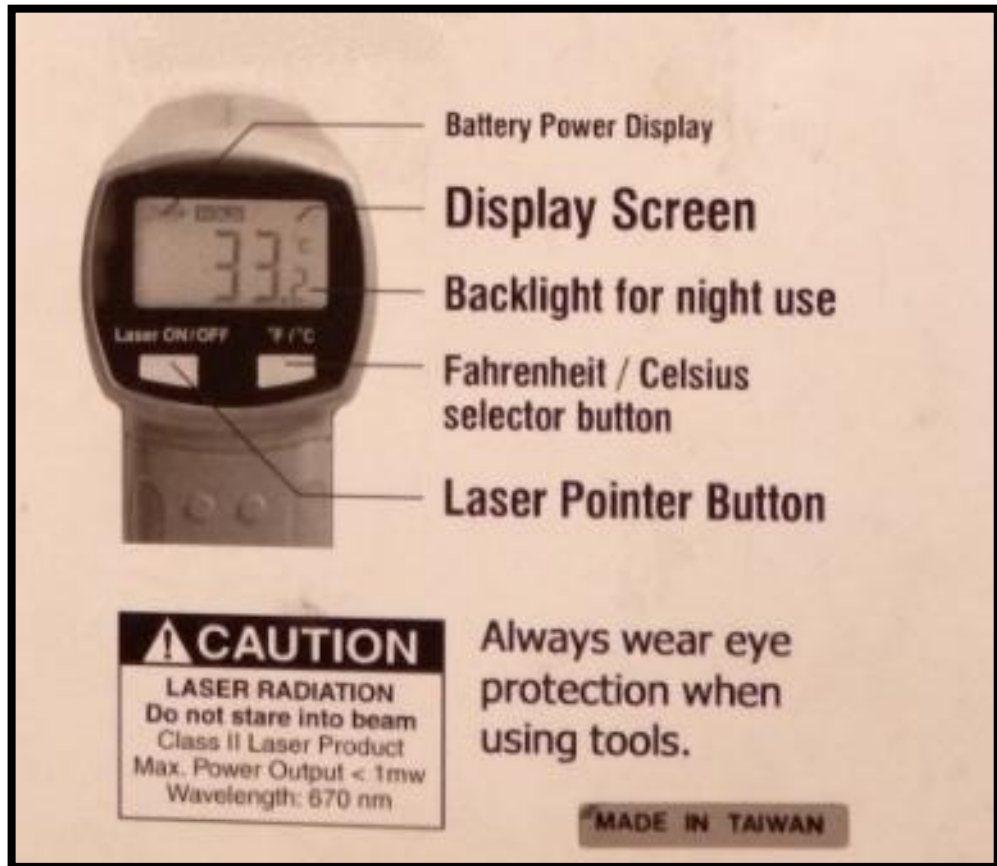 Battery Power Display
Display Screen
33.2
Backlight for night use
Laser ON/OFF °F/°C
Fahrenheit / Celsius
selector button
Laser Pointer Button
CAUTION
LASER RADIATION
Do not stare into beam
Class II Laser Product
Max. Power Output < 1mw
Wavelength: 670 nm
Always wear eye
protection when
using tools.
MADE IN TAIWAN